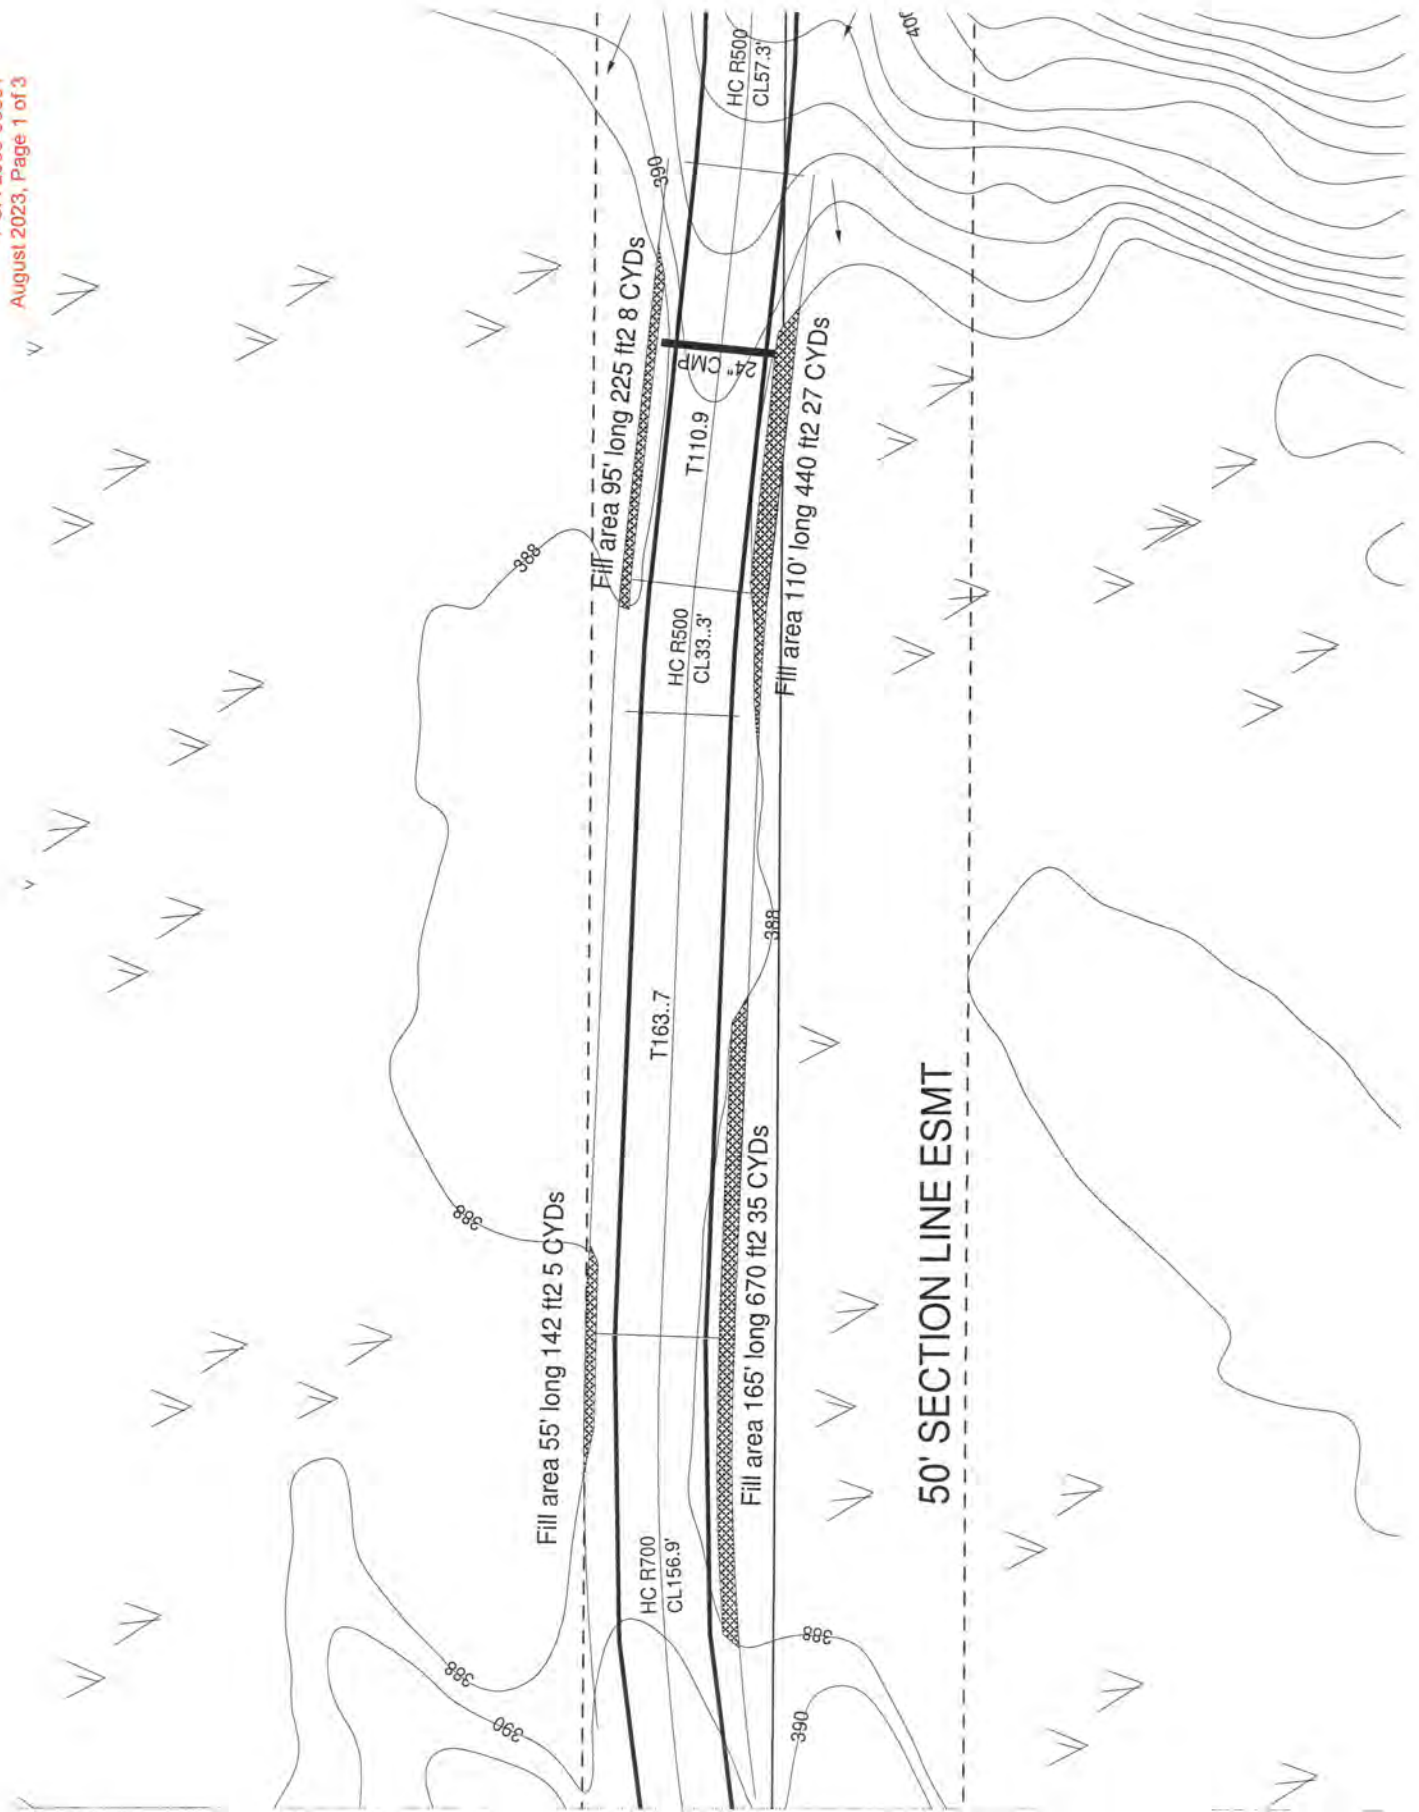 August 2023, Page 1 of 3
400
HC R500
CL57.3'
390
Fill area 95' long 225 ft2 8 CYDs
24" CMP
T110.9
Fill area 110' long 440 ft2 27 CYDs
388
HC R500
CL33..3'
388
T163..7
388
Fill area 55' long 142 ft2 5 CYDs
Fill area 165' long 670 ft2 35 CYDs
50' SECTION LINE ESMT
HC R700
CL156.9'
388
388
390
390